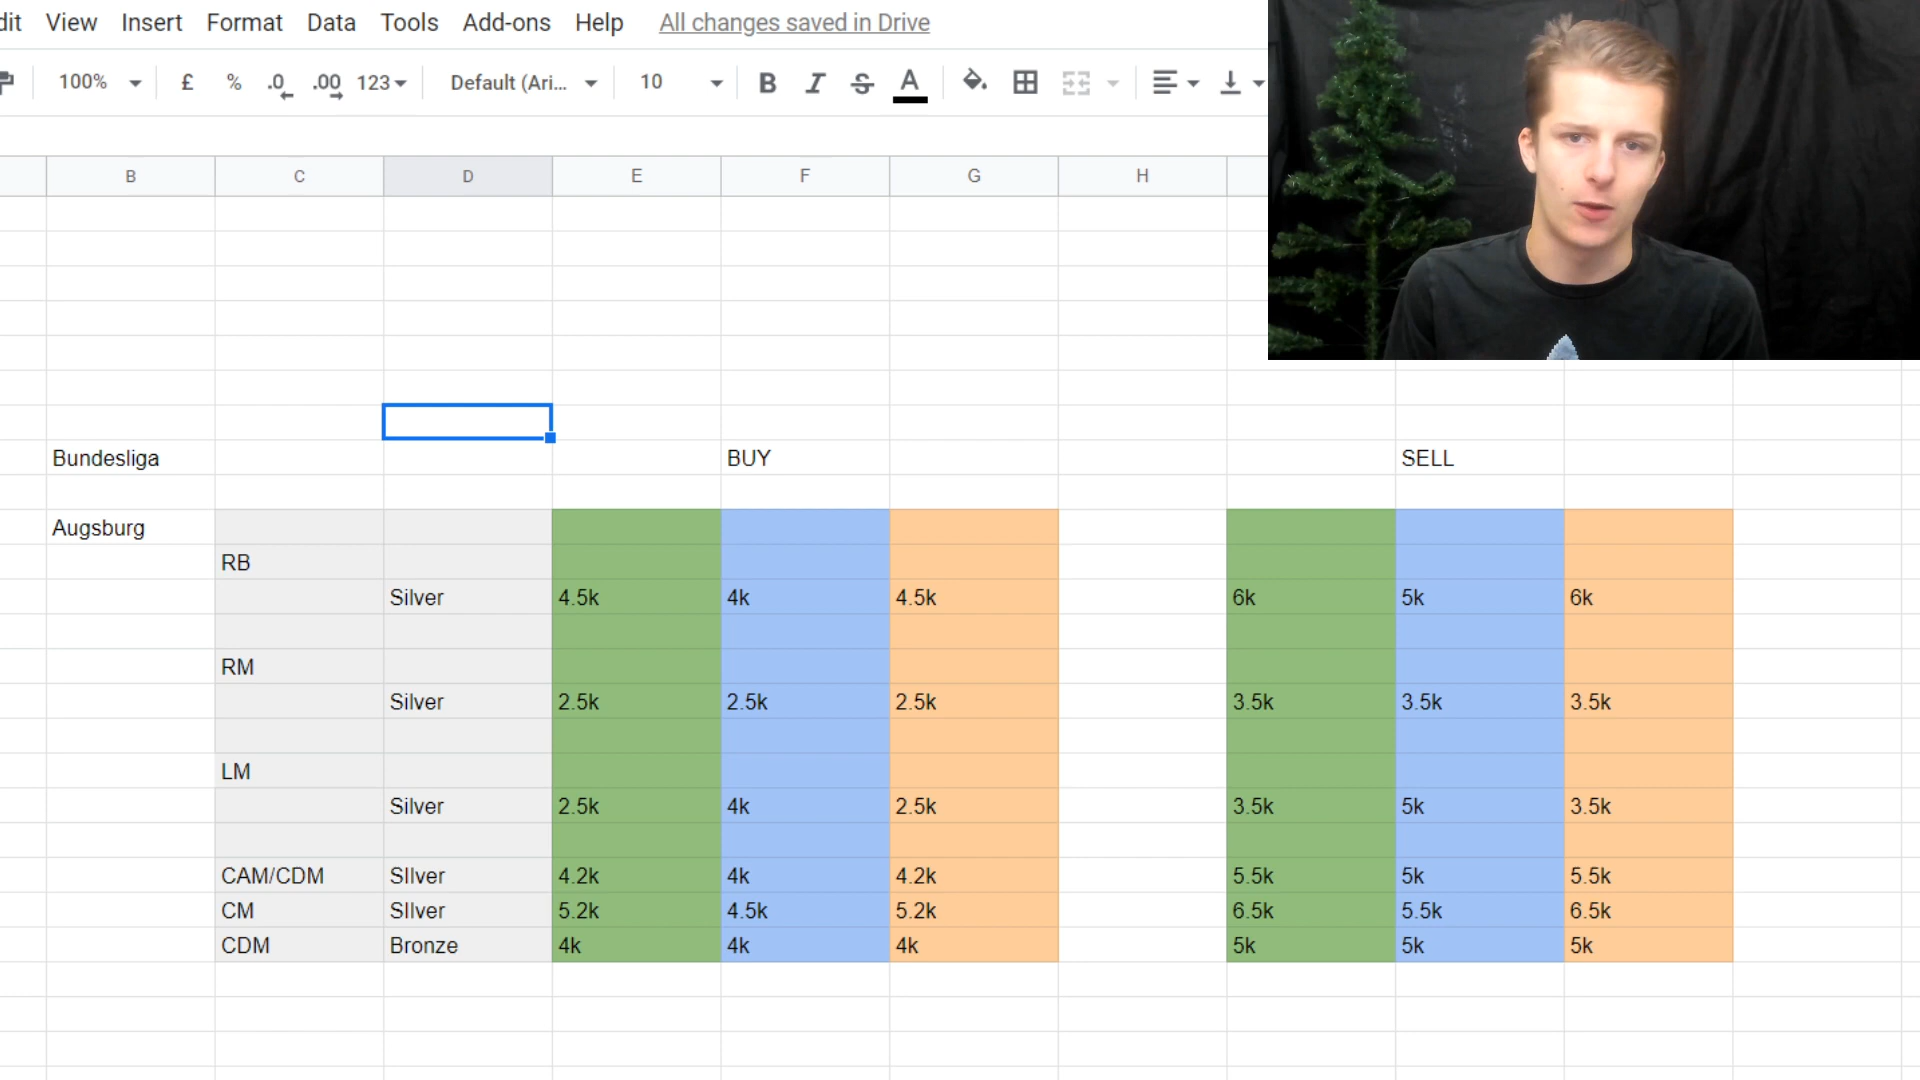 dit View Insert Format Data Tools Add-ons Help All changes saved in Drive
100% £ % .0 .00 123 Default (Ari... 10 B I S A
B C D E F G H
Bundesliga BUY SELL
Augsburg
RB
Silver 4.5k 4k 4.5k 6k 5k 6k
RM
Silver 2.5k 2.5k 2.5k 3.5k 3.5k 3.5k
LM
Silver 2.5k 4k 2.5k 3.5k 5k 3.5k
CAM/CDM SIlver 4.2k 4k 4.2k 5.5k 5k 5.5k
CM SIlver 5.2k 4.5k 5.2k 6.5k 5.5k 6.5k
CDM Bronze 4k 4k 4k 5k 5k 5k